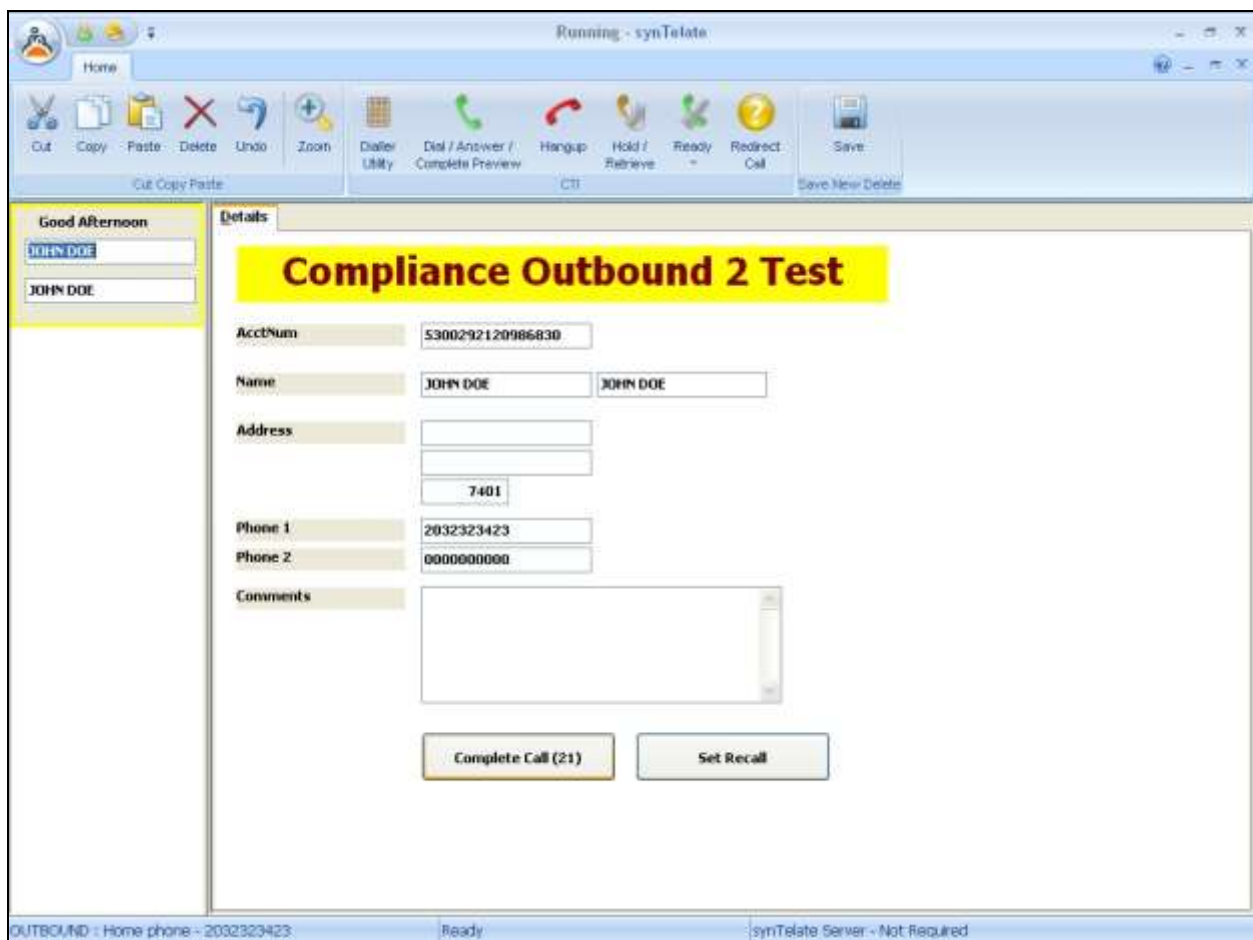 Running - synTelate
Home
Cut
Copy
Paste
Delete
Undo
Zoom
Dialler Utility
Dial / Answer / Complete Preview
Hangup
Hold / Retrieve
Ready
Redirect Call
Save
Cut Copy Paste
CTI
Save New Delete
Good Afternoon
JOHN DOE
JOHN DOE
Details
Compliance Outbound 2 Test
AcctNum 5300292120986830
Name JOHN DOE JOHN DOE
Address
7401
Phone 1 2032323423
Phone 2 0000000000
Comments
Complete Call (21) Set Recall
OUTBOUND : Home phone - 2032323423 Ready synTelate Server - Not Required